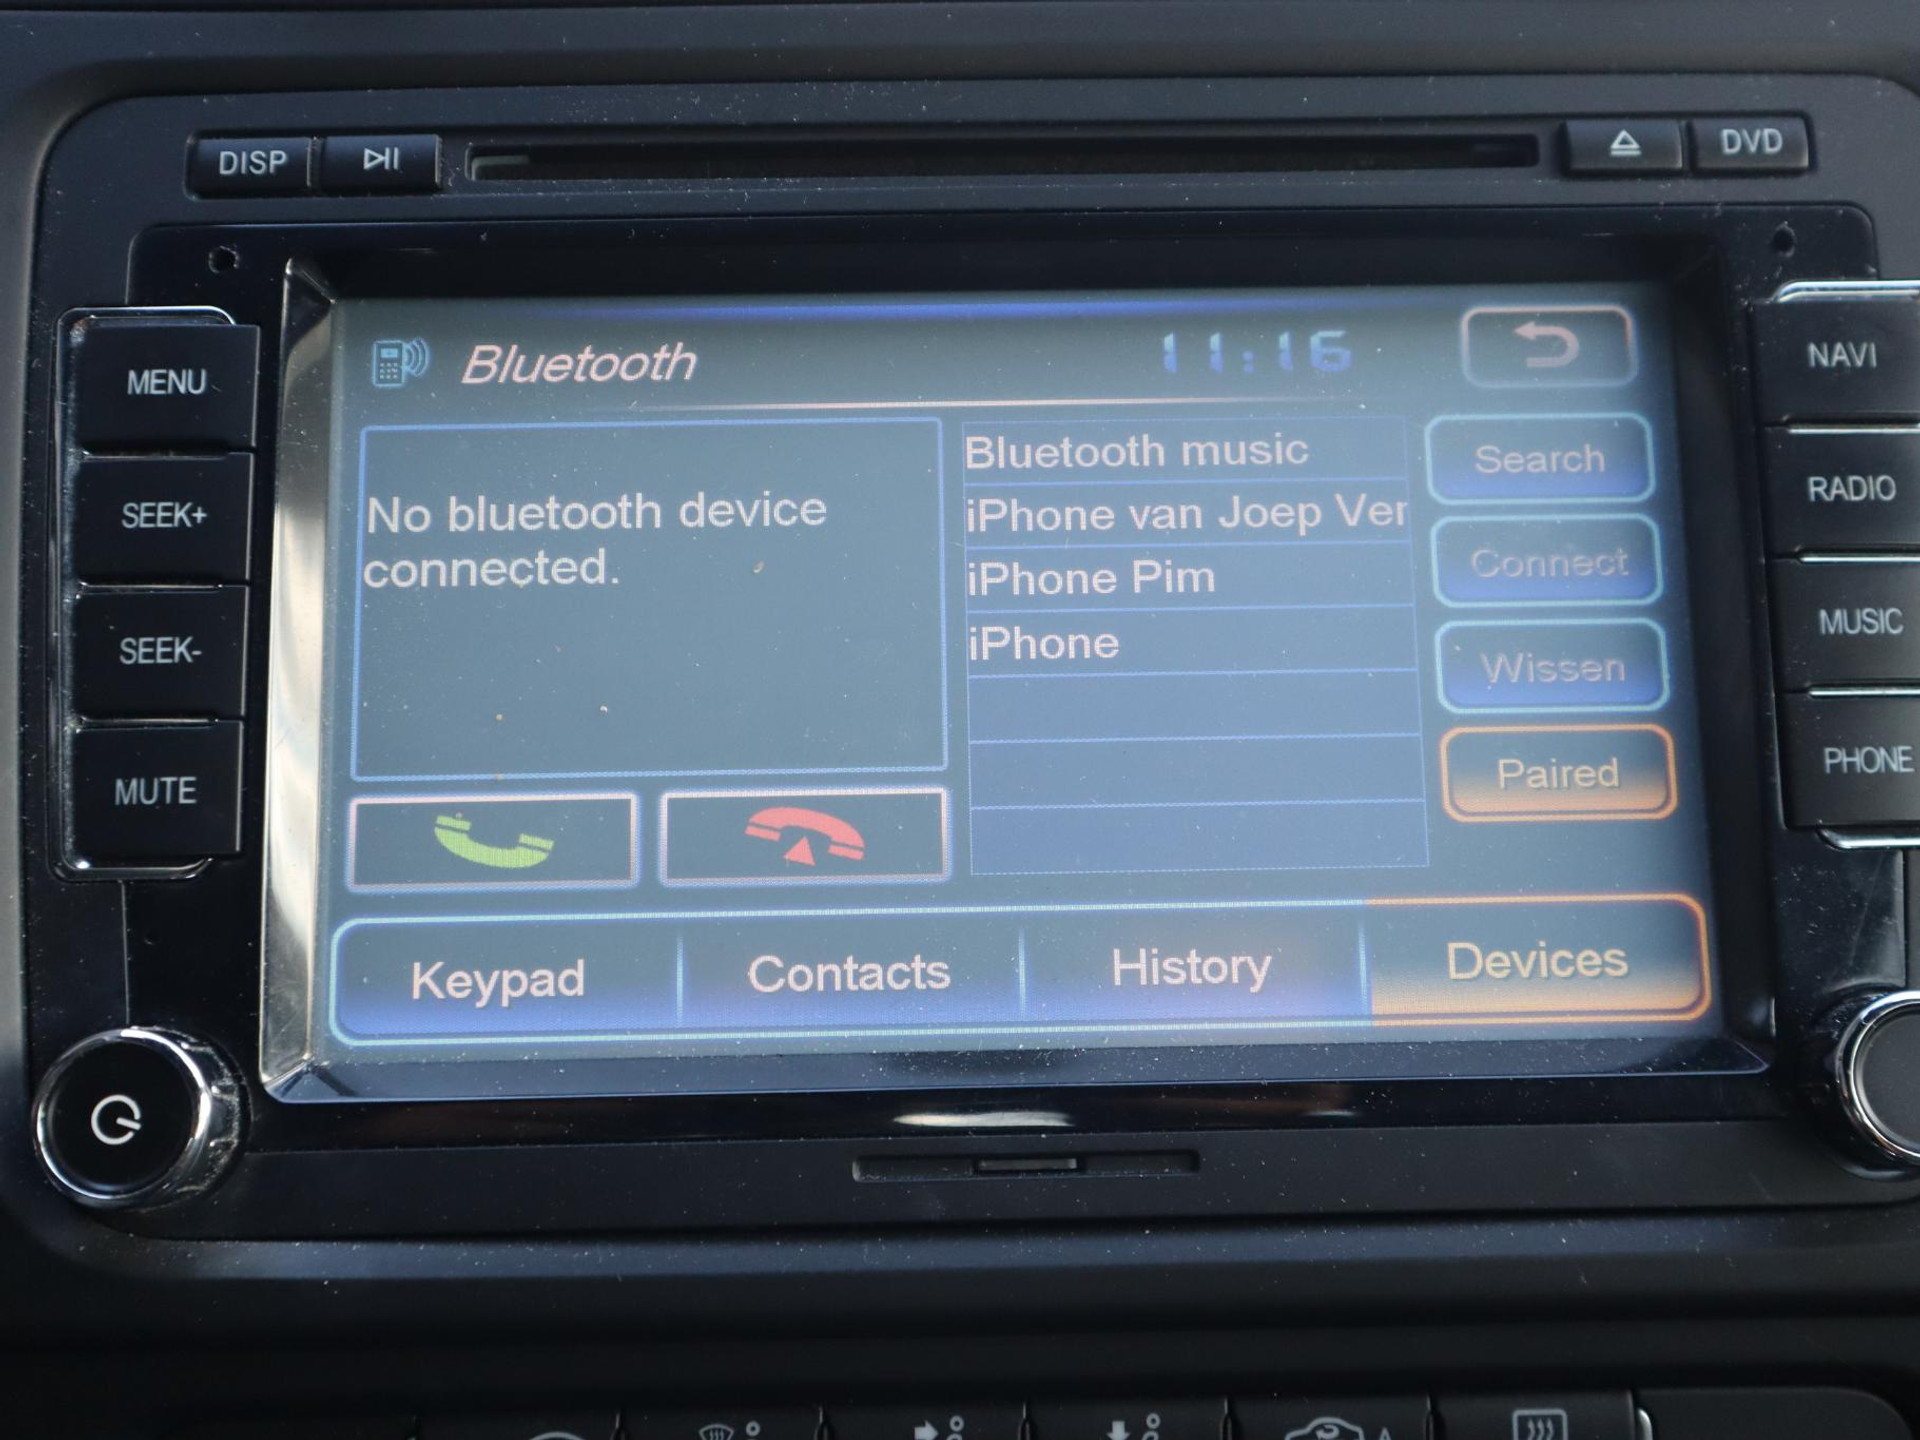 DISP
DVD
MENU
SEEK+
SEEK-
MUTE
Bluetooth
11:16
No bluetooth device
connected.
Bluetooth music
iPhone van Joep Ver
iPhone Pim
iPhone
Search
Connect
Wissen
Paired
Keypad
Contacts
History
Devices
NAVI
RADIO
MUSIC
PHONE
A